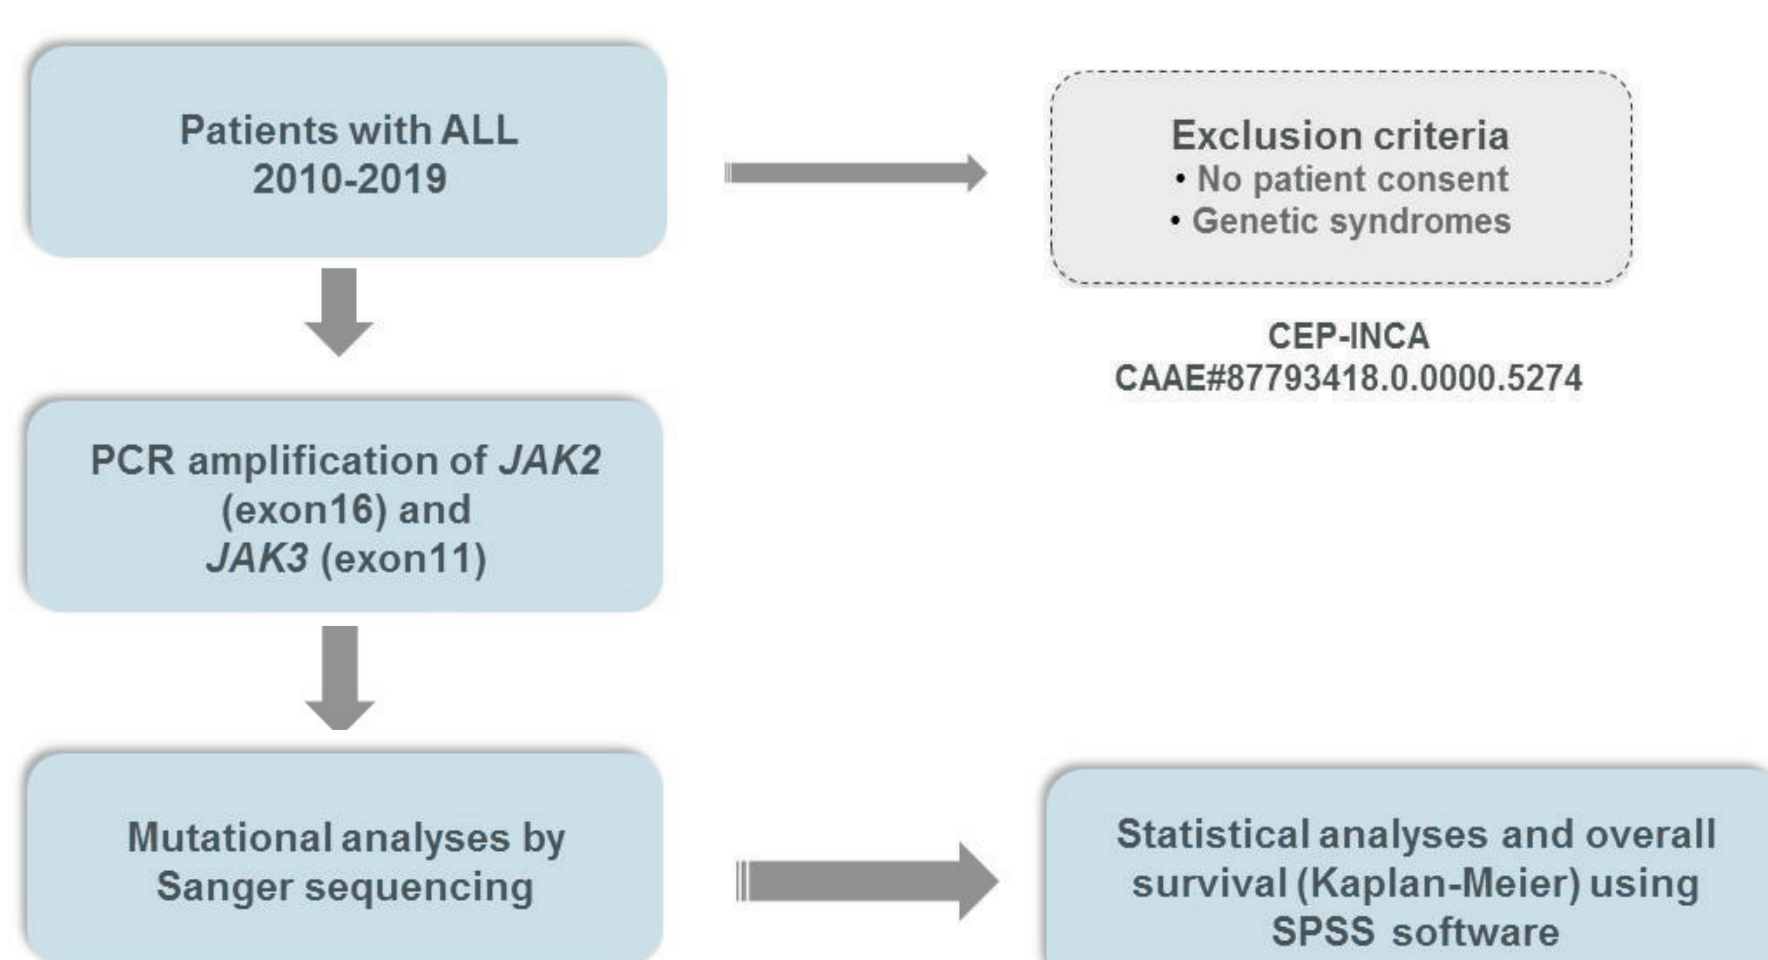 Patients with ALL
2010-2019
Exclusion criteria
• No patient consent
• Genetic syndromes
CEP-INCA
CAAE#87793418.0.0000.5274
PCR amplification of JAK2
(exon16) and
JAK3 (exon11)
Mutational analyses by
Sanger sequencing
Statistical analyses and overall
survival (Kaplan-Meier) using
SPSS software